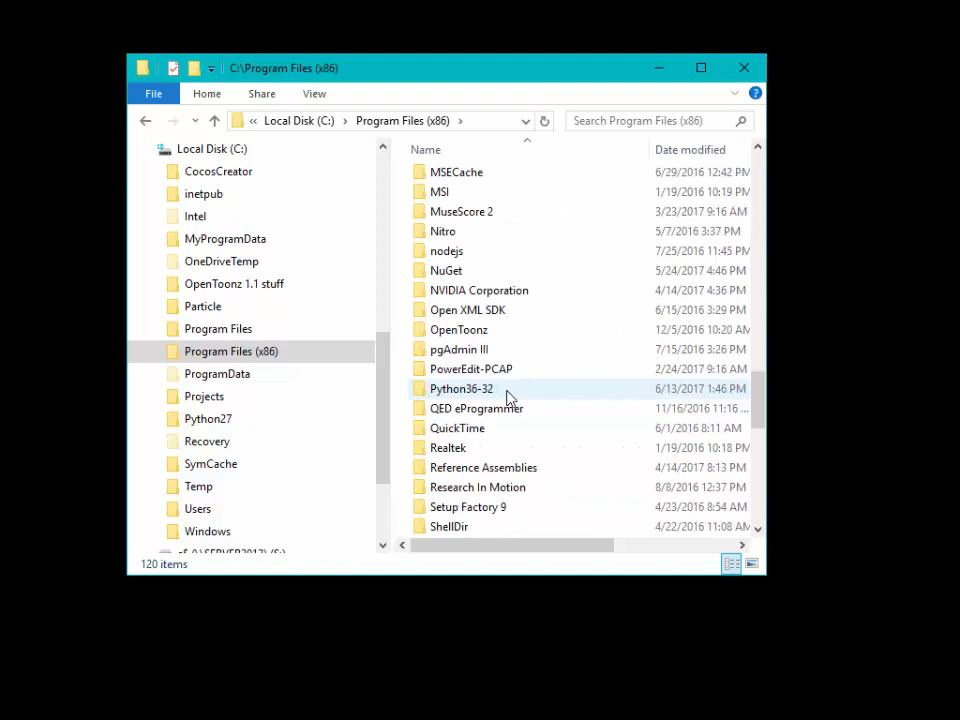 C:\Program Files (x86)
File Home Share View
« Local Disk (C:) Program Files (x86)
Search Program Files (x86)
Local Disk (C:)
CocosCreator
inetpub
Intel
MyProgramData
OneDriveTemp
OpenToonz 1.1 stuff
Particle
Program Files
Program Files (x86)
ProgramData
Projects
Python27
Recovery
SymCache
Temp
Users
Windows
Name Date modified
MSECache 6/29/2016 12:42 PM
MSI 1/19/2016 10:19 PM
MuseScore 2 3/23/2017 9:16 AM
Nitro 5/7/2016 3:37 PM
nodejs 7/25/2016 11:45 PM
NuGet 5/24/2017 4:46 PM
NVIDIA Corporation 4/14/2017 4:36 PM
Open XML SDK 6/15/2016 3:29 PM
OpenToonz 12/5/2016 10:20 AM
pgAdmin III 7/15/2016 3:26 PM
PowerEdit-PCAP 2/24/2017 9:16 AM
Python36-32 6/13/2017 1:46 PM
QED eProgrammer 11/16/2016 11:16 ...
QuickTime 6/1/2016 8:11 AM
Realtek 1/19/2016 10:18 PM
Reference Assemblies 4/14/2017 8:13 PM
Research In Motion 8/8/2016 12:37 PM
Setup Factory 9 4/23/2016 8:54 AM
ShellDir 4/22/2016 11:08 AM
120 items